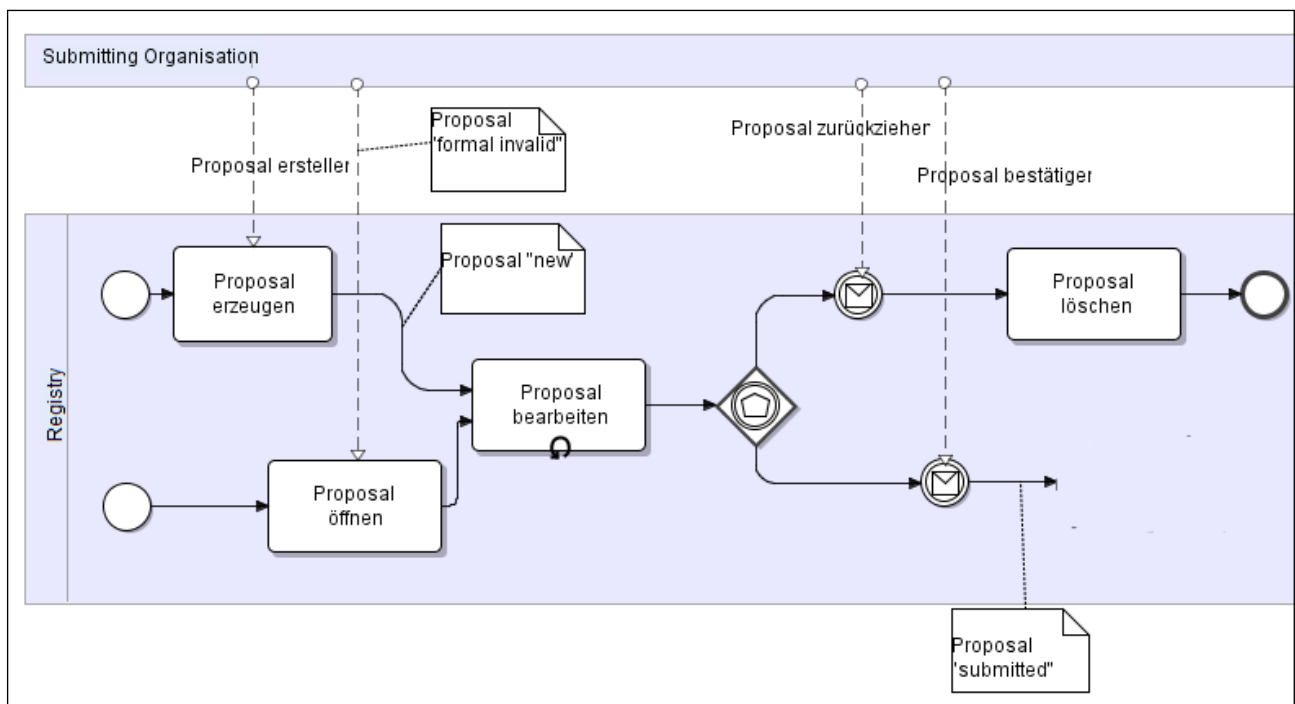 Submitting Organisation
Proposal
"formal invalid"
Proposal zurückziehen
Proposal ersteller
Proposal bestätiger
Proposal "new"
Proposal
erzeugen
Proposal
löschen
Proposal
bearbeiten
Registry
Proposal
öffnen
Proposal
"submitted"